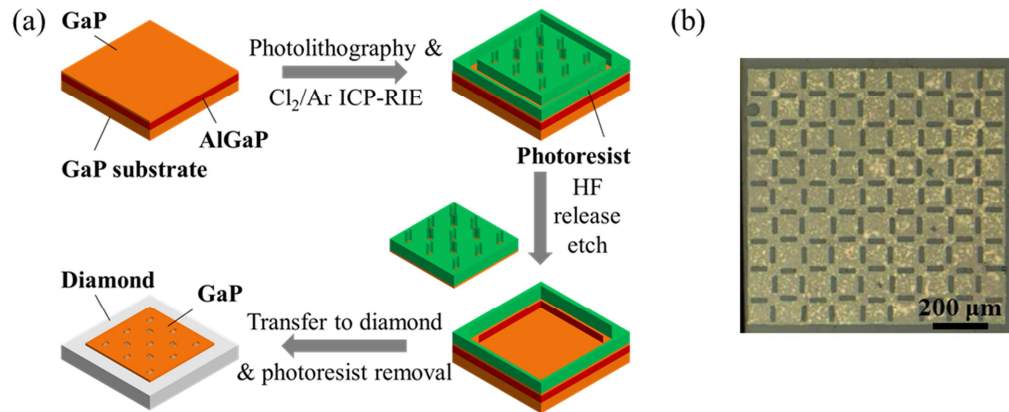 (a)
GaP
Photolithography &
Cl₂/Ar ICP-RIE
AlGaP
GaP substrate
Photoresist
HF
release
etch
Diamond
GaP
Transfer to diamond
& photoresist removal
(b)
200 μm